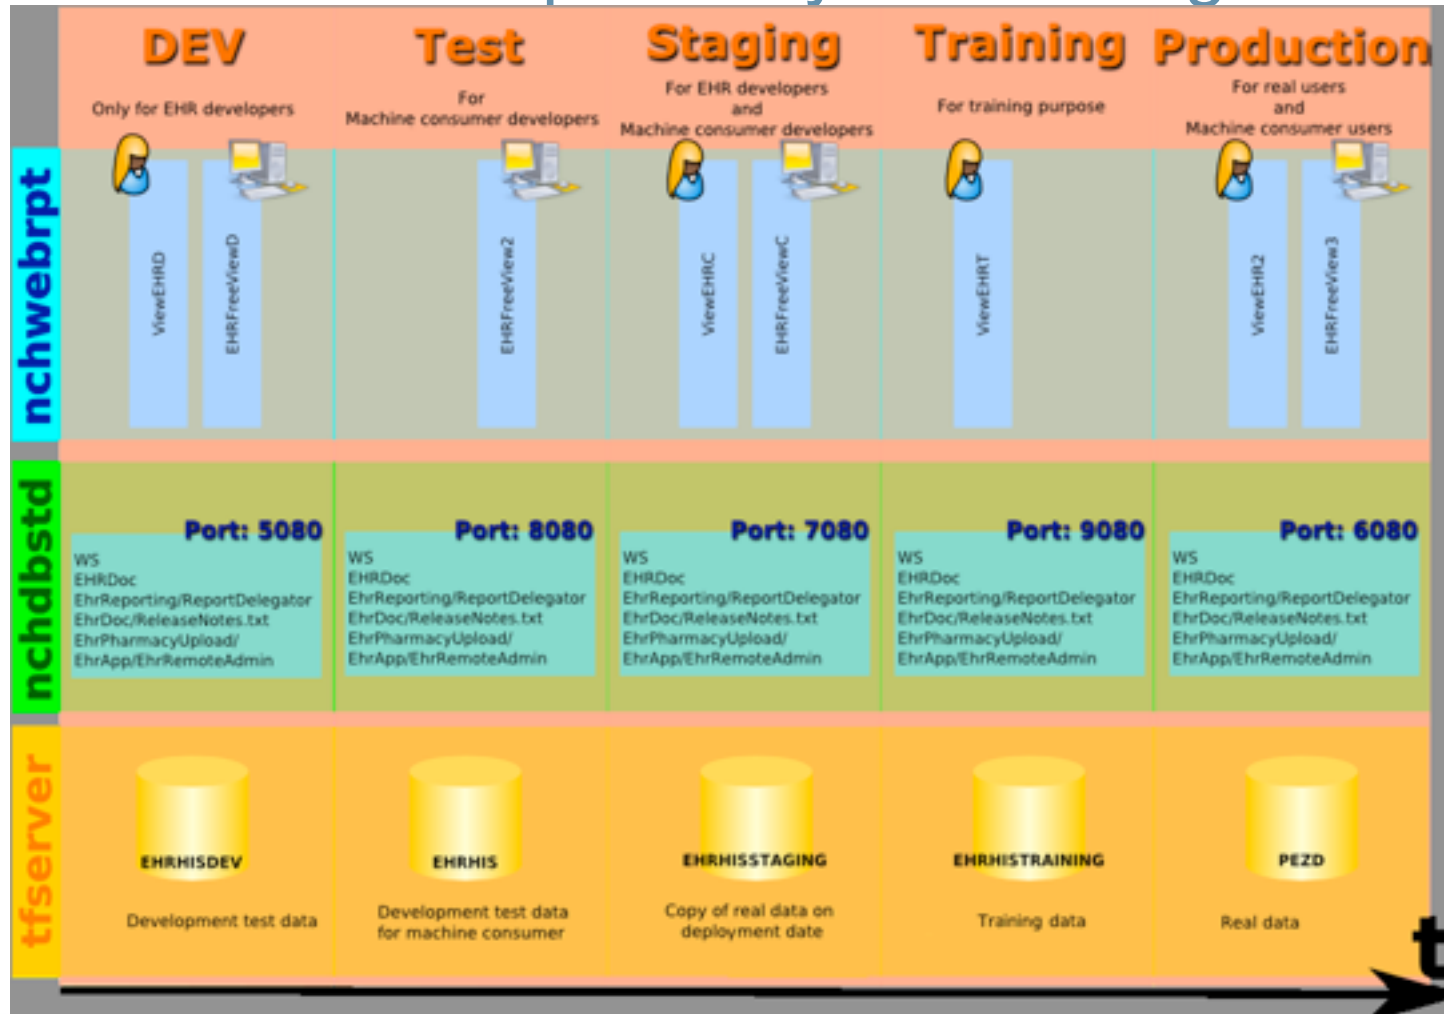 DEV
Only for EHR developers
Test
For
Machine consumer developers
Staging
For EHR developers
and
Machine consumer developers
Training
For training purpose
Production
For real users
and
Machine consumer users
nchwebrpt
ViewEHRD
EHRFreeViewD
EHRFreeView2
ViewEHRC
EHRFreeViewC
ViewEHRT
ViewEHR2
EHRFreeView3
nchdbstd
Port: 5080
WS
EHRDoc
EhrReporting/ReportDelegator
EhrDoc/ReleaseNotes.txt
EhrPharmacyUpload/
EhrApp/EhrRemoteAdmin
Port: 8080
WS
EHRDoc
EhrReporting/ReportDelegator
EhrDoc/ReleaseNotes.txt
EhrPharmacyUpload/
EhrApp/EhrRemoteAdmin
Port: 7080
WS
EHRDoc
EhrReporting/ReportDelegator
EhrDoc/ReleaseNotes.txt
EhrPharmacyUpload/
EhrApp/EhrRemoteAdmin
Port: 9080
WS
EHRDoc
EhrReporting/ReportDelegator
EhrDoc/ReleaseNotes.txt
EhrPharmacyUpload/
EhrApp/EhrRemoteAdmin
Port: 6080
WS
EHRDoc
EhrReporting/ReportDelegator
EhrDoc/ReleaseNotes.txt
EhrPharmacyUpload/
EhrApp/EhrRemoteAdmin
tfserver
EHRHISDEV
Development test data
EHRHIS
Development test data
for machine consumer
EHRHISSTAGING
Copy of real data on
deployment date
EHRHISTRAINING
Training data
PEZD
Real data
t